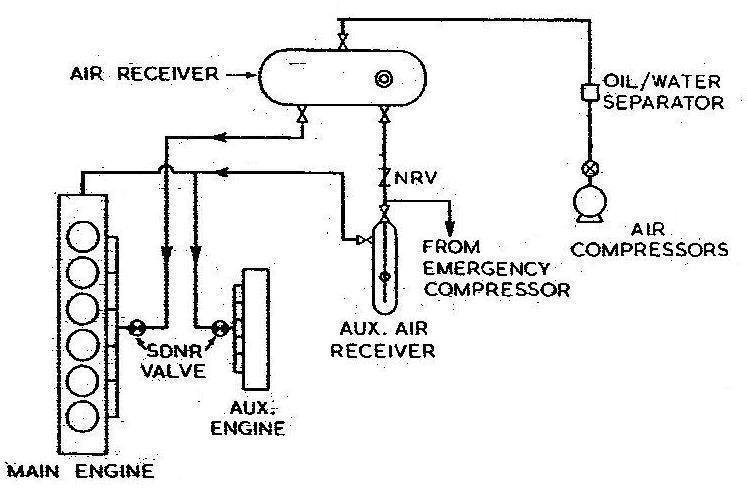 AIR RECEIVER
OIL/WATER
SEPARATOR
NRV
AIR
COMPRESSORS
FROM
EMERGENCY
COMPRESSOR
AUX. AIR
RECEIVER
SDNR
VALVE
AUX.
ENGINE
MAIN ENGINE